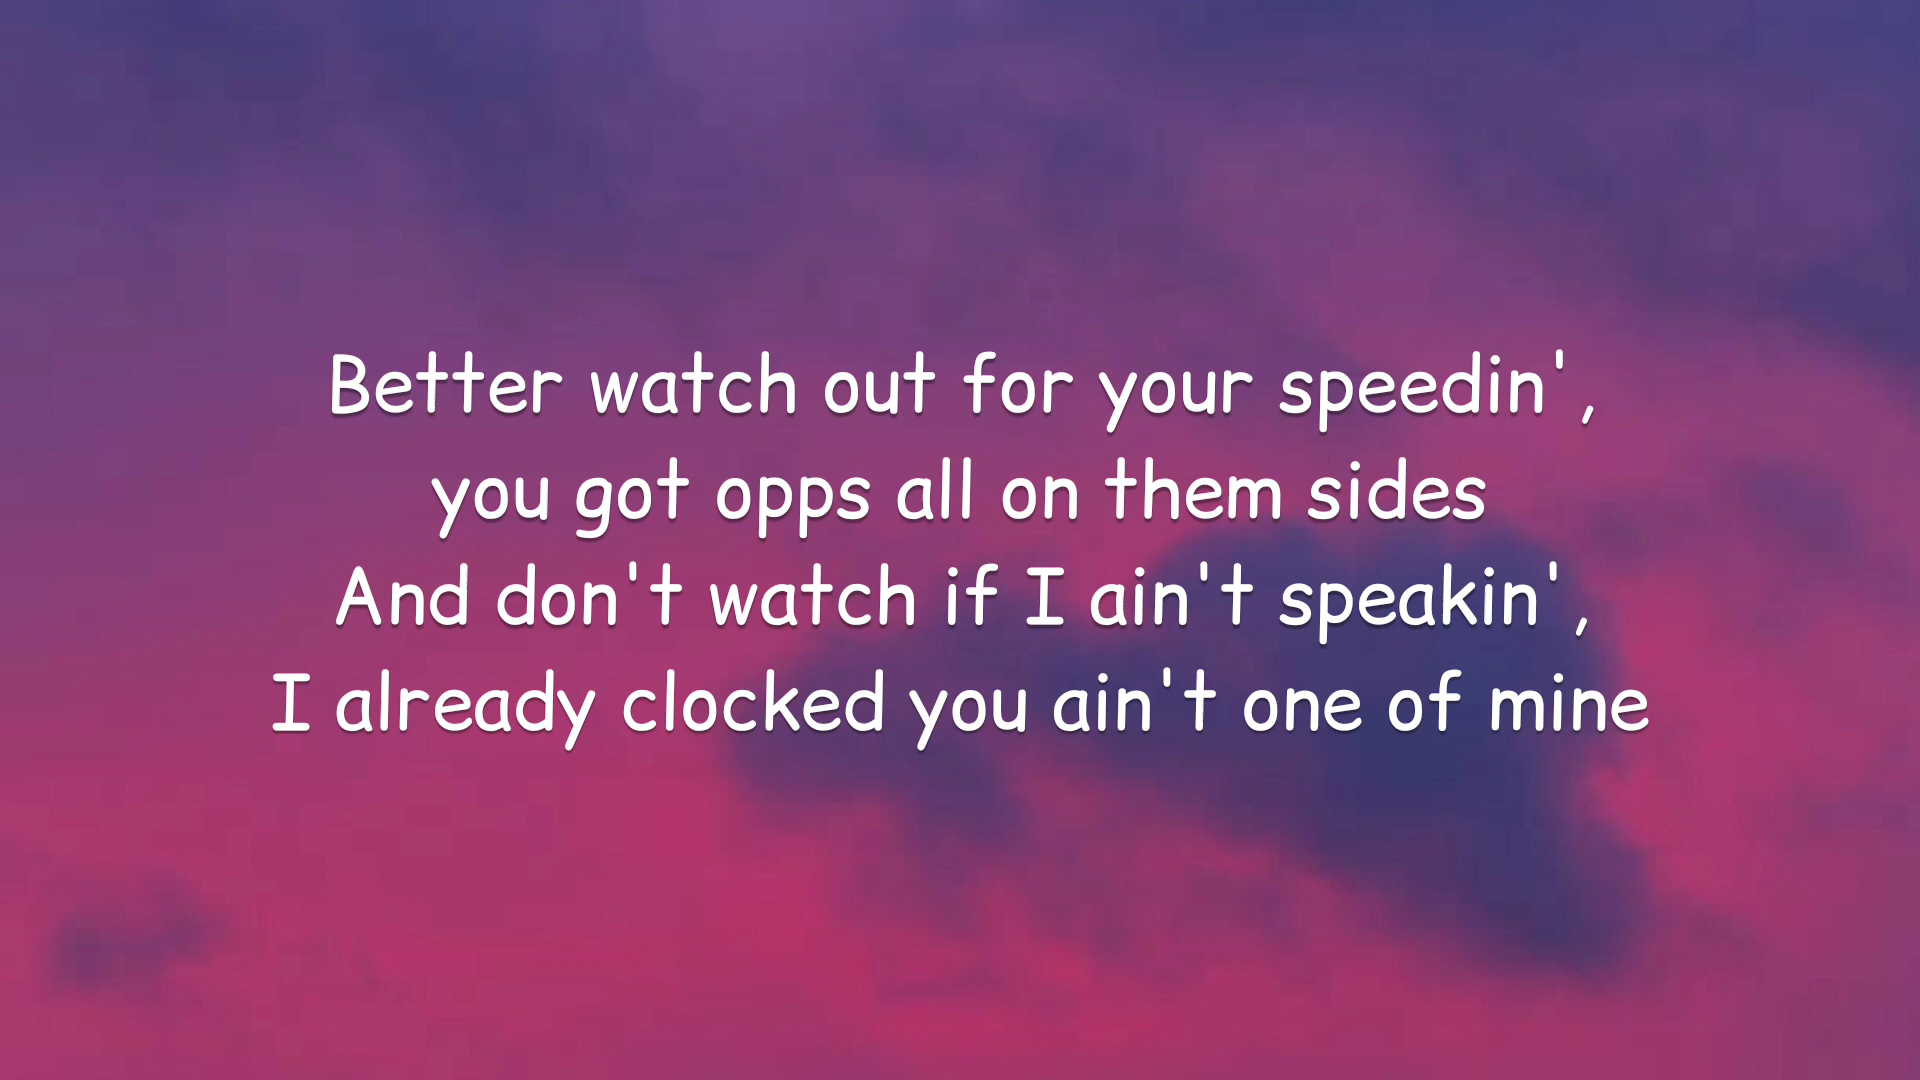 Better watch out for your speedin',
you got opps all on them sides
And don't watch if I ain't speakin',
I already clocked you ain't one of mine